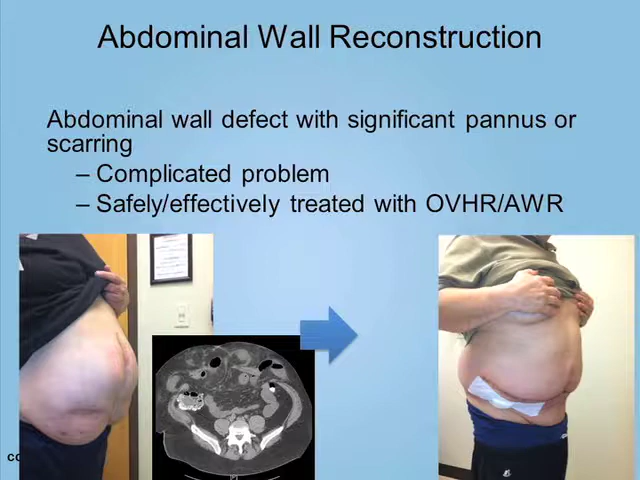 Abdominal Wall Reconstruction
Abdominal wall defect with significant pannus or
scarring
– Complicated problem
– Safely/effectively treated with OVHR/AWR